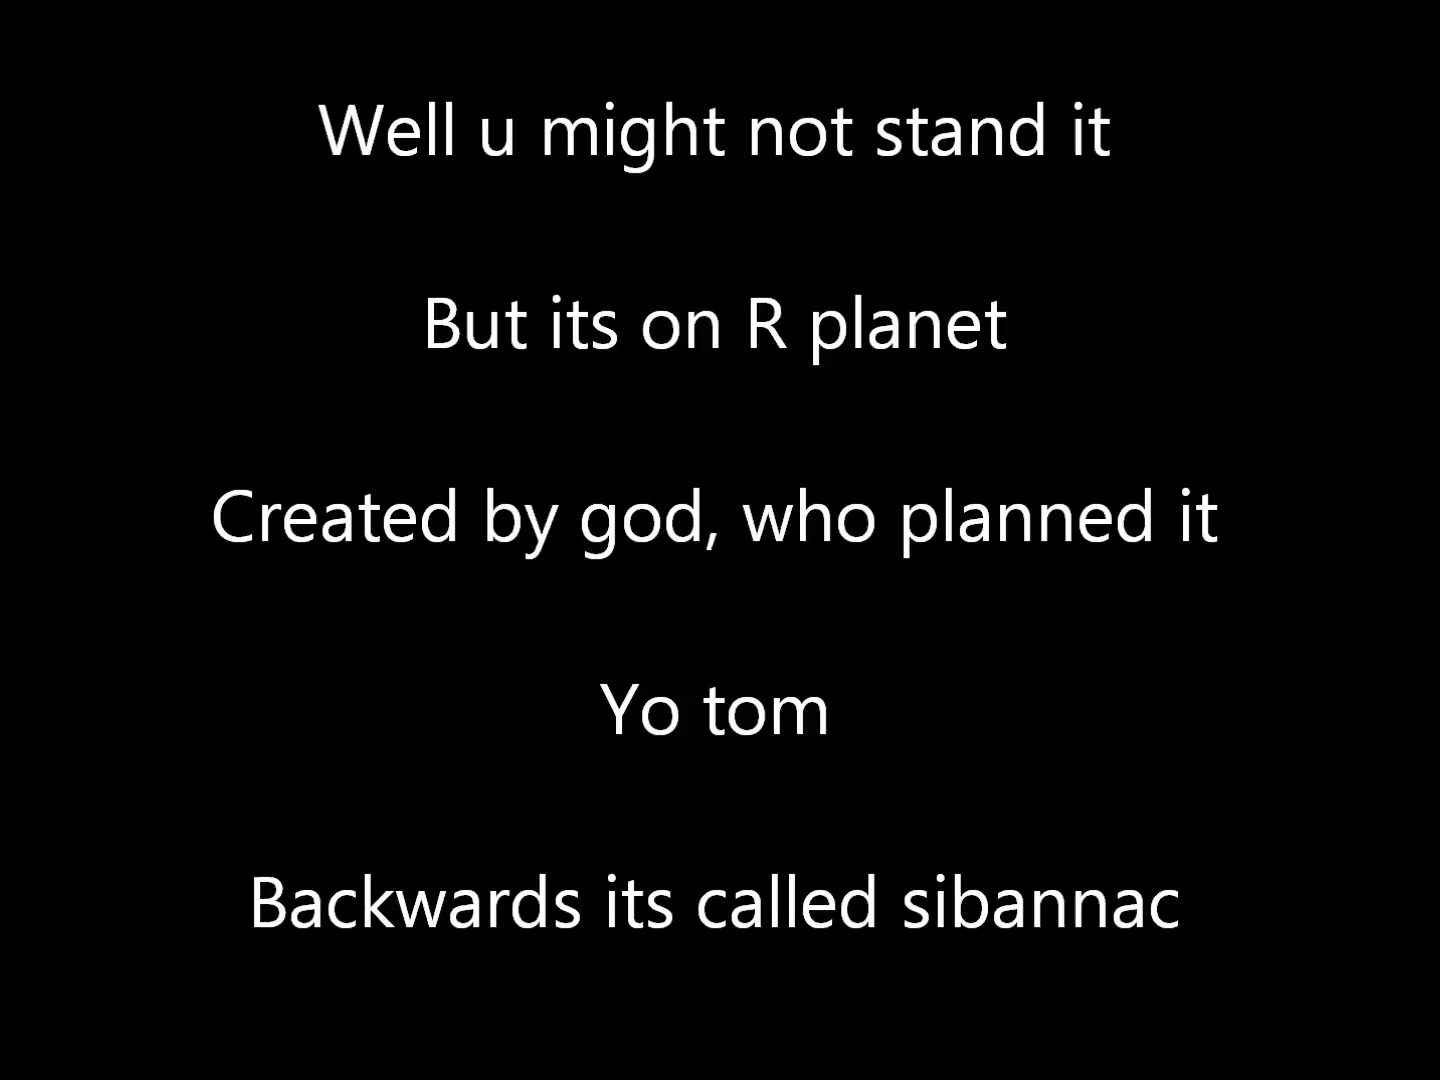 Well u might not stand it
But its on R planet
Created by god, who planned it
Yo tom
Backwards its called sibannac